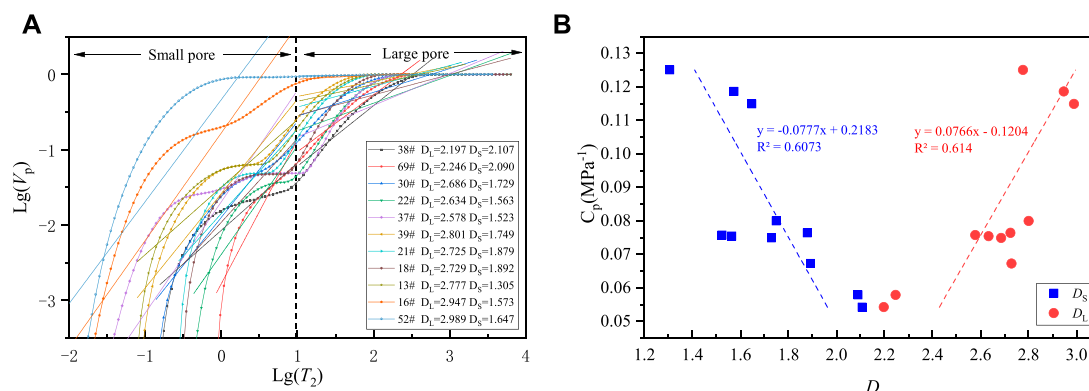 A
Small pore
Large pore
0
-1
-2
-3
Lg(Vp)
38# DL=2.197 DS=2.107
69# DL=2.246 DS=2.090
30# DL=2.686 DS=1.729
22# DL=2.634 DS=1.563
37# DL=2.578 DS=1.523
39# DL=2.801 DS=1.749
21# DL=2.725 DS=1.879
18# DL=2.729 DS=1.892
13# DL=2.777 DS=1.305
16# DL=2.947 DS=1.573
52# DL=2.989 DS=1.647
-2 -1 0 1 2 3 4
Lg(T2)
B
0.13
0.12
0.11
0.10
0.09
0.08
0.07
0.06
0.05
Cp(MPa-1)
y = -0.0777x + 0.2183
R² = 0.6073
y = 0.0766x - 0.1204
R² = 0.614
DS
DL
1.2 1.4 1.6 1.8 2.0 2.2 2.4 2.6 2.8 3.0
D